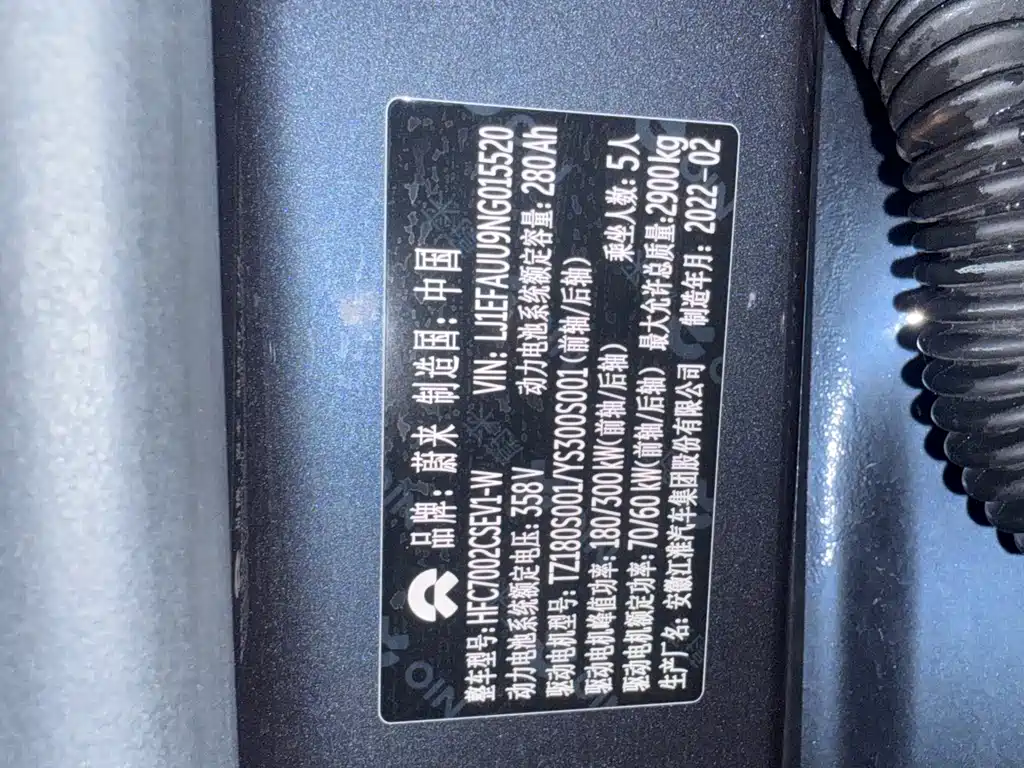 品牌：蔚来 制造国：中国
整车型号：HFC7002CSEV1-W VIN：LJ1EFAUU9NG015520
动力电池系统额定电压：358V 动力电池系统额定容量：280Ah
驱动电机型号：TZ180S001/YS300S001(前轴/后轴)
驱动电机峰值功率：180/300kW(前轴/后轴) 乘坐人数：5人
驱动电机额定功率：70/60kW(前轴/后轴) 最大允许总质量：2900kg
生产厂名：安徽江淮汽车集团股份有限公司 制造年月：2022-02